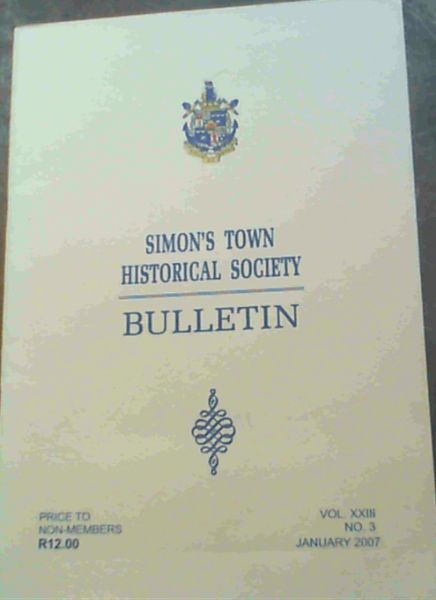 SIMON'S TOWN
HISTORICAL SOCIETY
BULLETIN
PRICE TO
NON-MEMBERS
R12.00
VOL. XXIII
NO. 3
JANUARY 2007